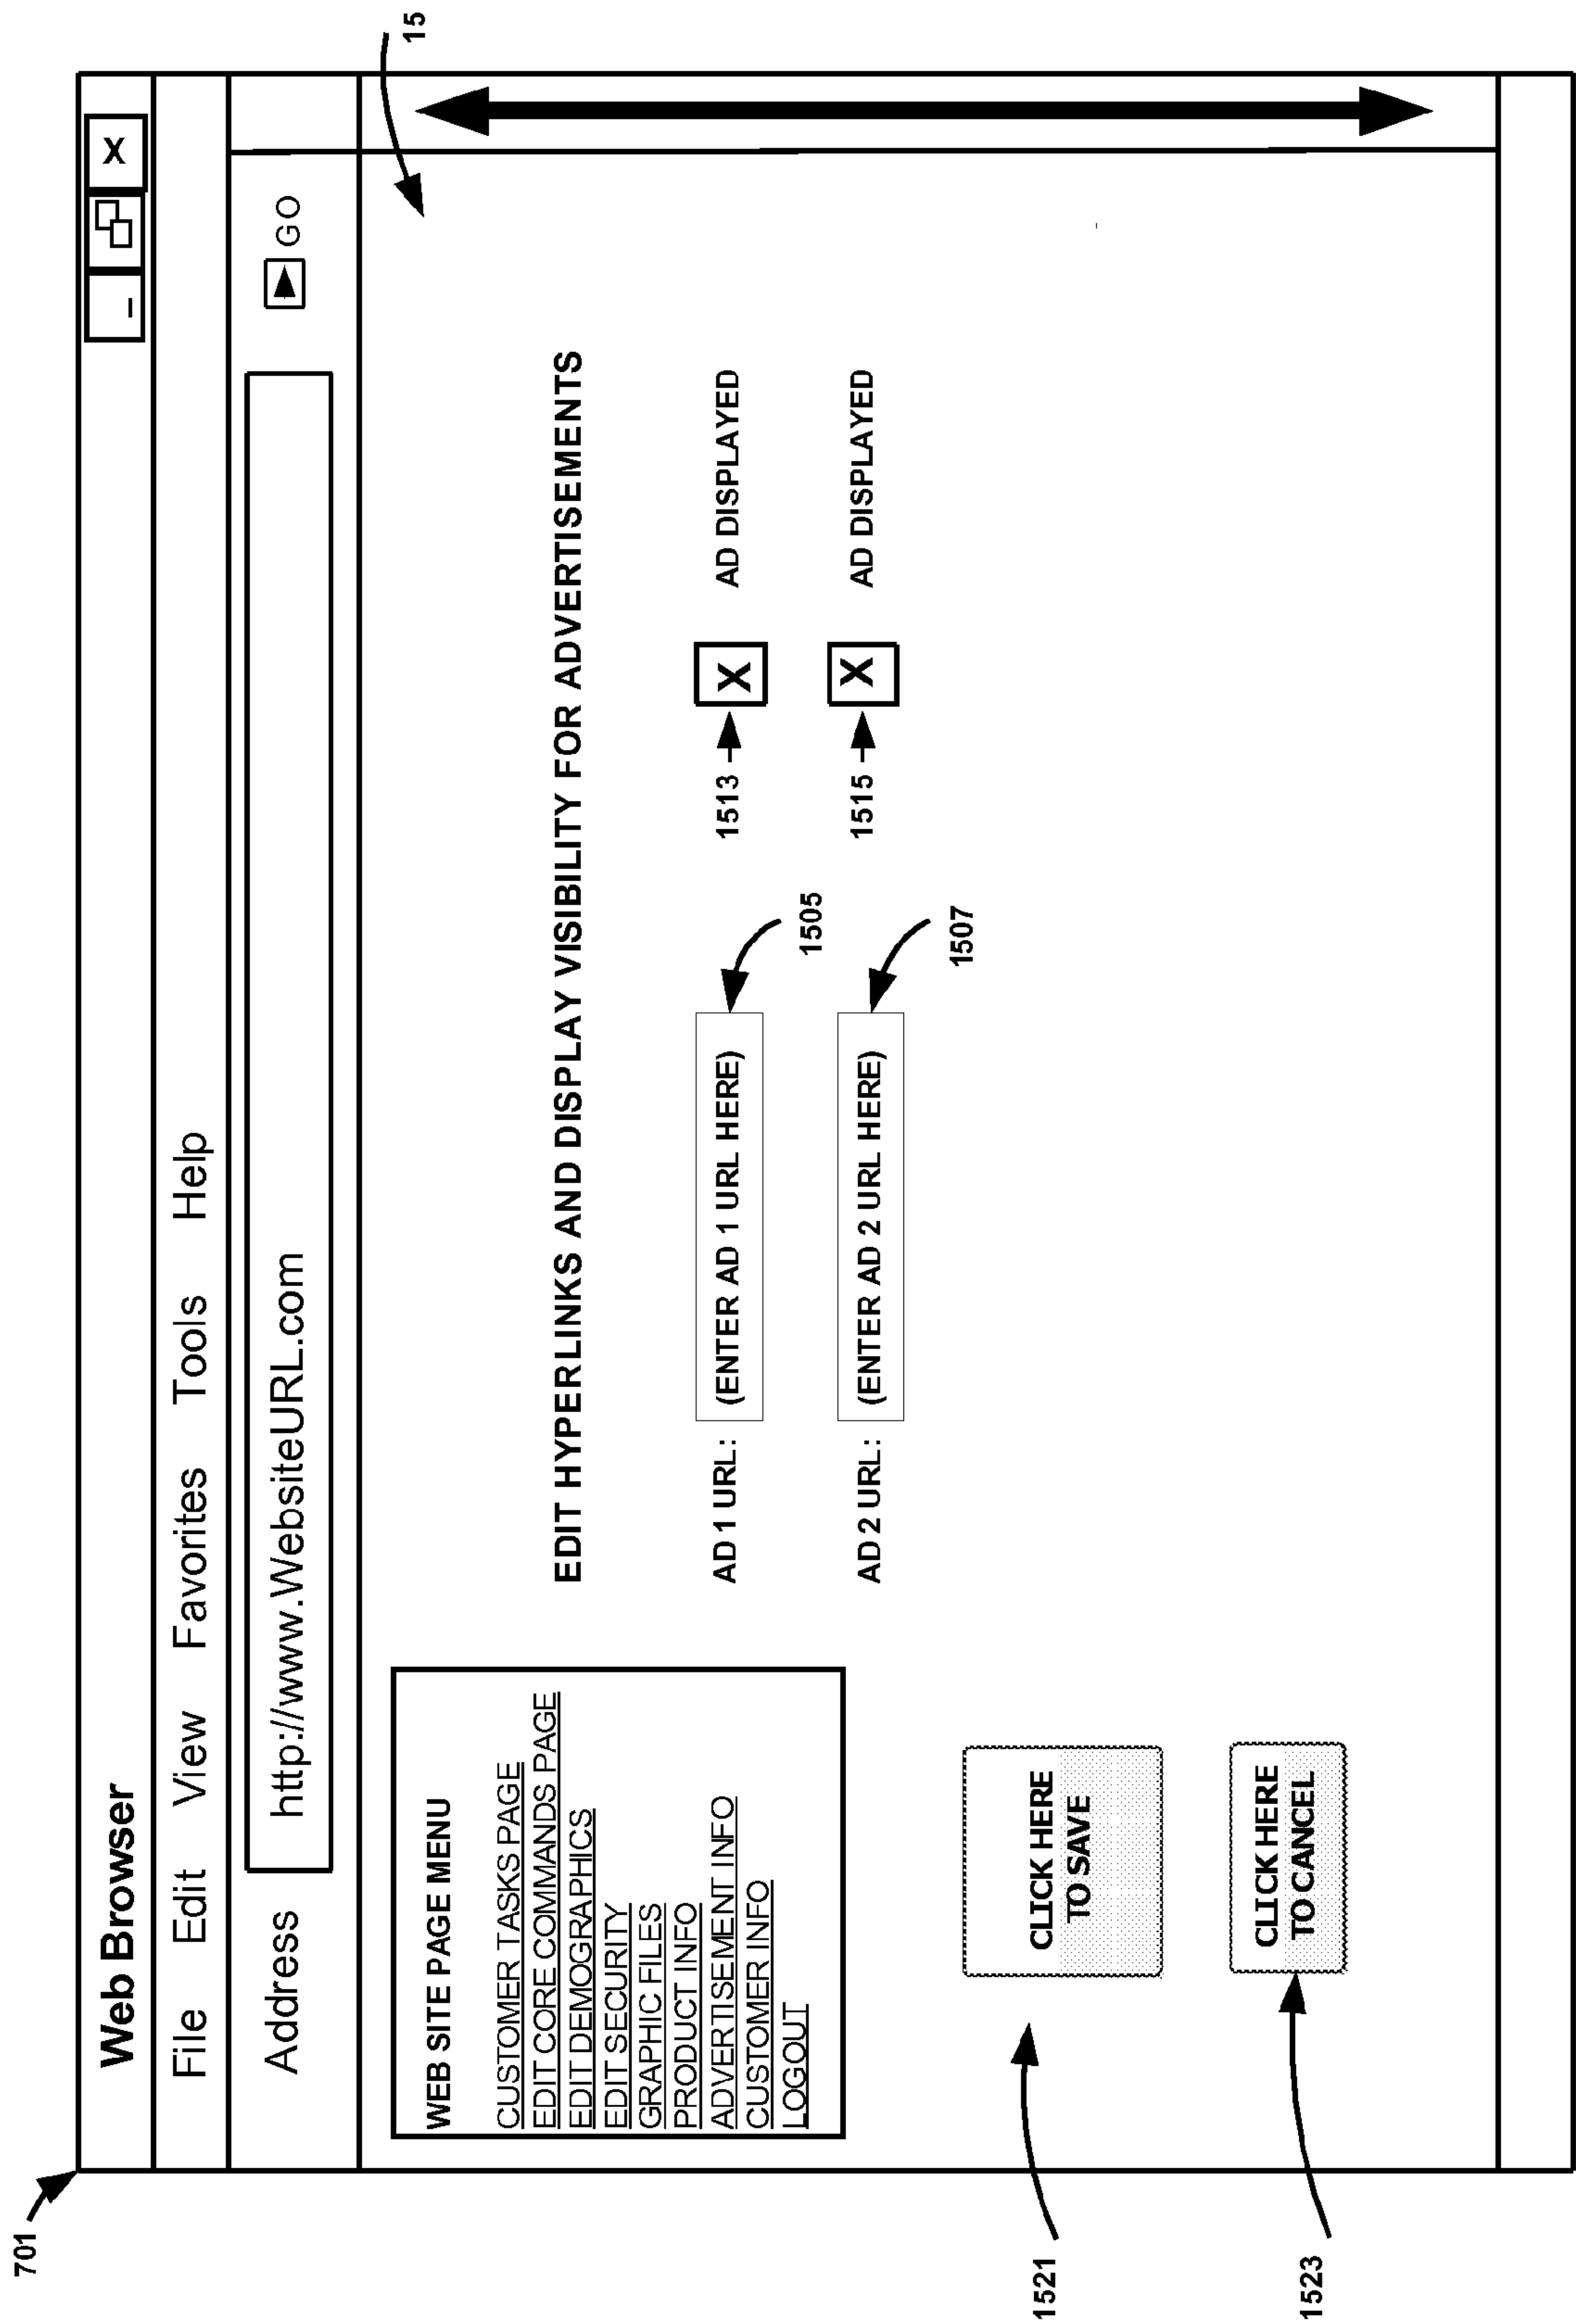 701
15
Web Browser
_ X
File Edit View Favorites Tools Help
Address http://www.WebsiteURL.com GO
WEB SITE PAGE MENU
CUSTOMER TASKS PAGE
EDIT CORE COMMANDS PAGE
EDIT DEMOGRAPHICS
EDIT SECURITY
GRAPHIC FILES
PRODUCT INFO
ADVERTISEMENT INFO
CUSTOMER INFO
LOGOUT
EDIT HYPERLINKS AND DISPLAY VISIBILITY FOR ADVERTISEMENTS
AD 1 URL: (ENTER AD 1 URL HERE) 1513 X AD DISPLAYED
1505
AD 2 URL: (ENTER AD 2 URL HERE) 1515 X AD DISPLAYED
1507
CLICK HERE
TO SAVE
1521
CLICK HERE
TO CANCEL
1523